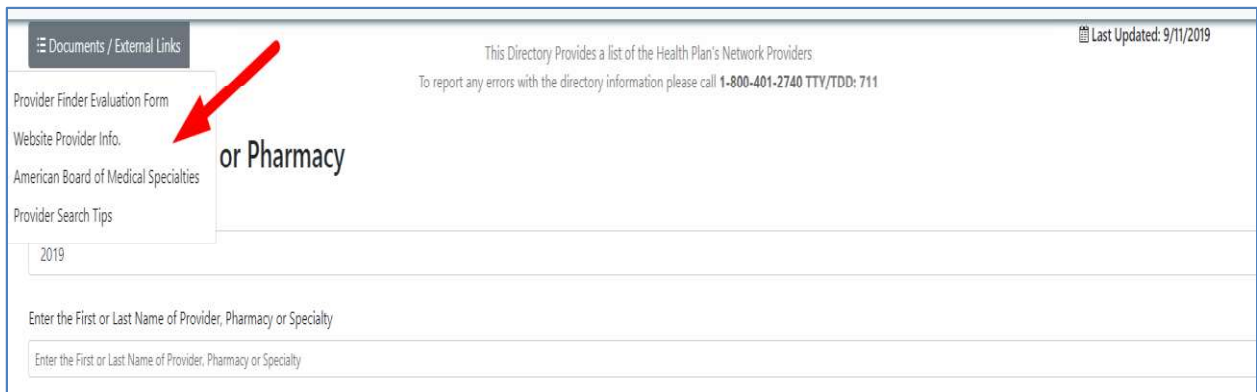 Documents / External Links
This Directory Provides a list of the Health Plan's Network Providers
Last Updated: 9/11/2019
To report any errors with the directory information please call 1-800-401-2740 TTY/TDD: 711
Provider Finder Evaluation Form
Website Provider Info.
American Board of Medical Specialties
Provider Search Tips
or Pharmacy
2019
Enter the First or Last Name of Provider, Pharmacy or Specialty
Enter the First or Last Name of Provider, Pharmacy or Specialty